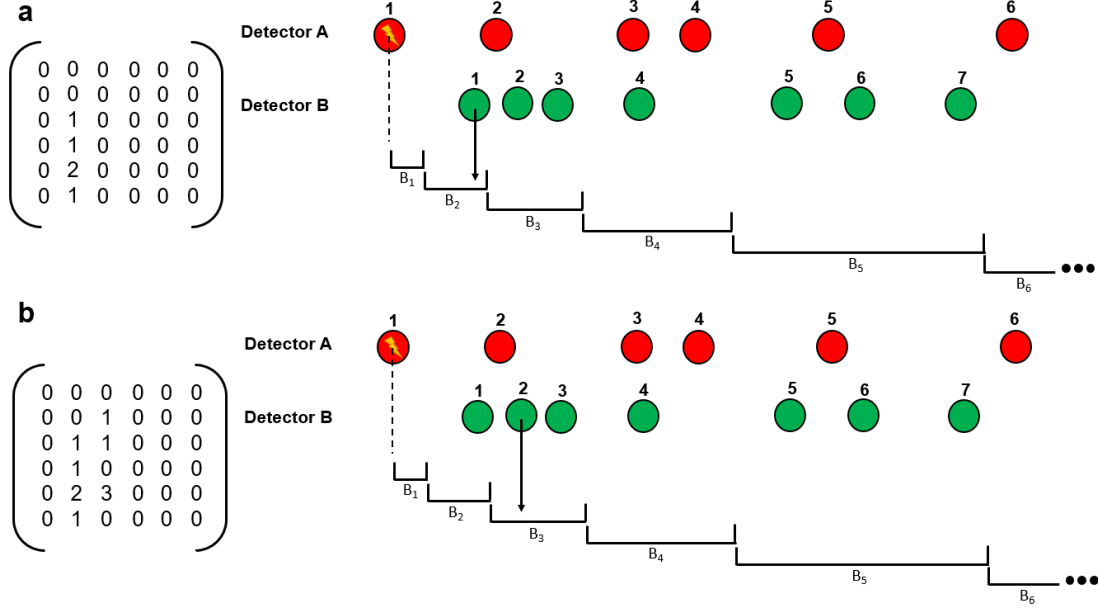 a
Detector A
1 2 3 4 5 6
0 0 0 0 0 0
0 0 0 0 0 0
0 1 0 0 0 0
0 1 0 0 0 0
0 2 0 0 0 0
0 1 0 0 0 0
Detector B
1 2 3 4 5 6 7
B₁
B₂
B₃
B₄
B₅
B₆
b
Detector A
1 2 3 4 5 6
0 0 0 0 0 0
0 0 1 0 0 0
0 1 1 0 0 0
0 1 0 0 0 0
0 2 3 0 0 0
0 1 0 0 0 0
Detector B
1 2 3 4 5 6 7
B₁
B₂
B₃
B₄
B₅
B₆